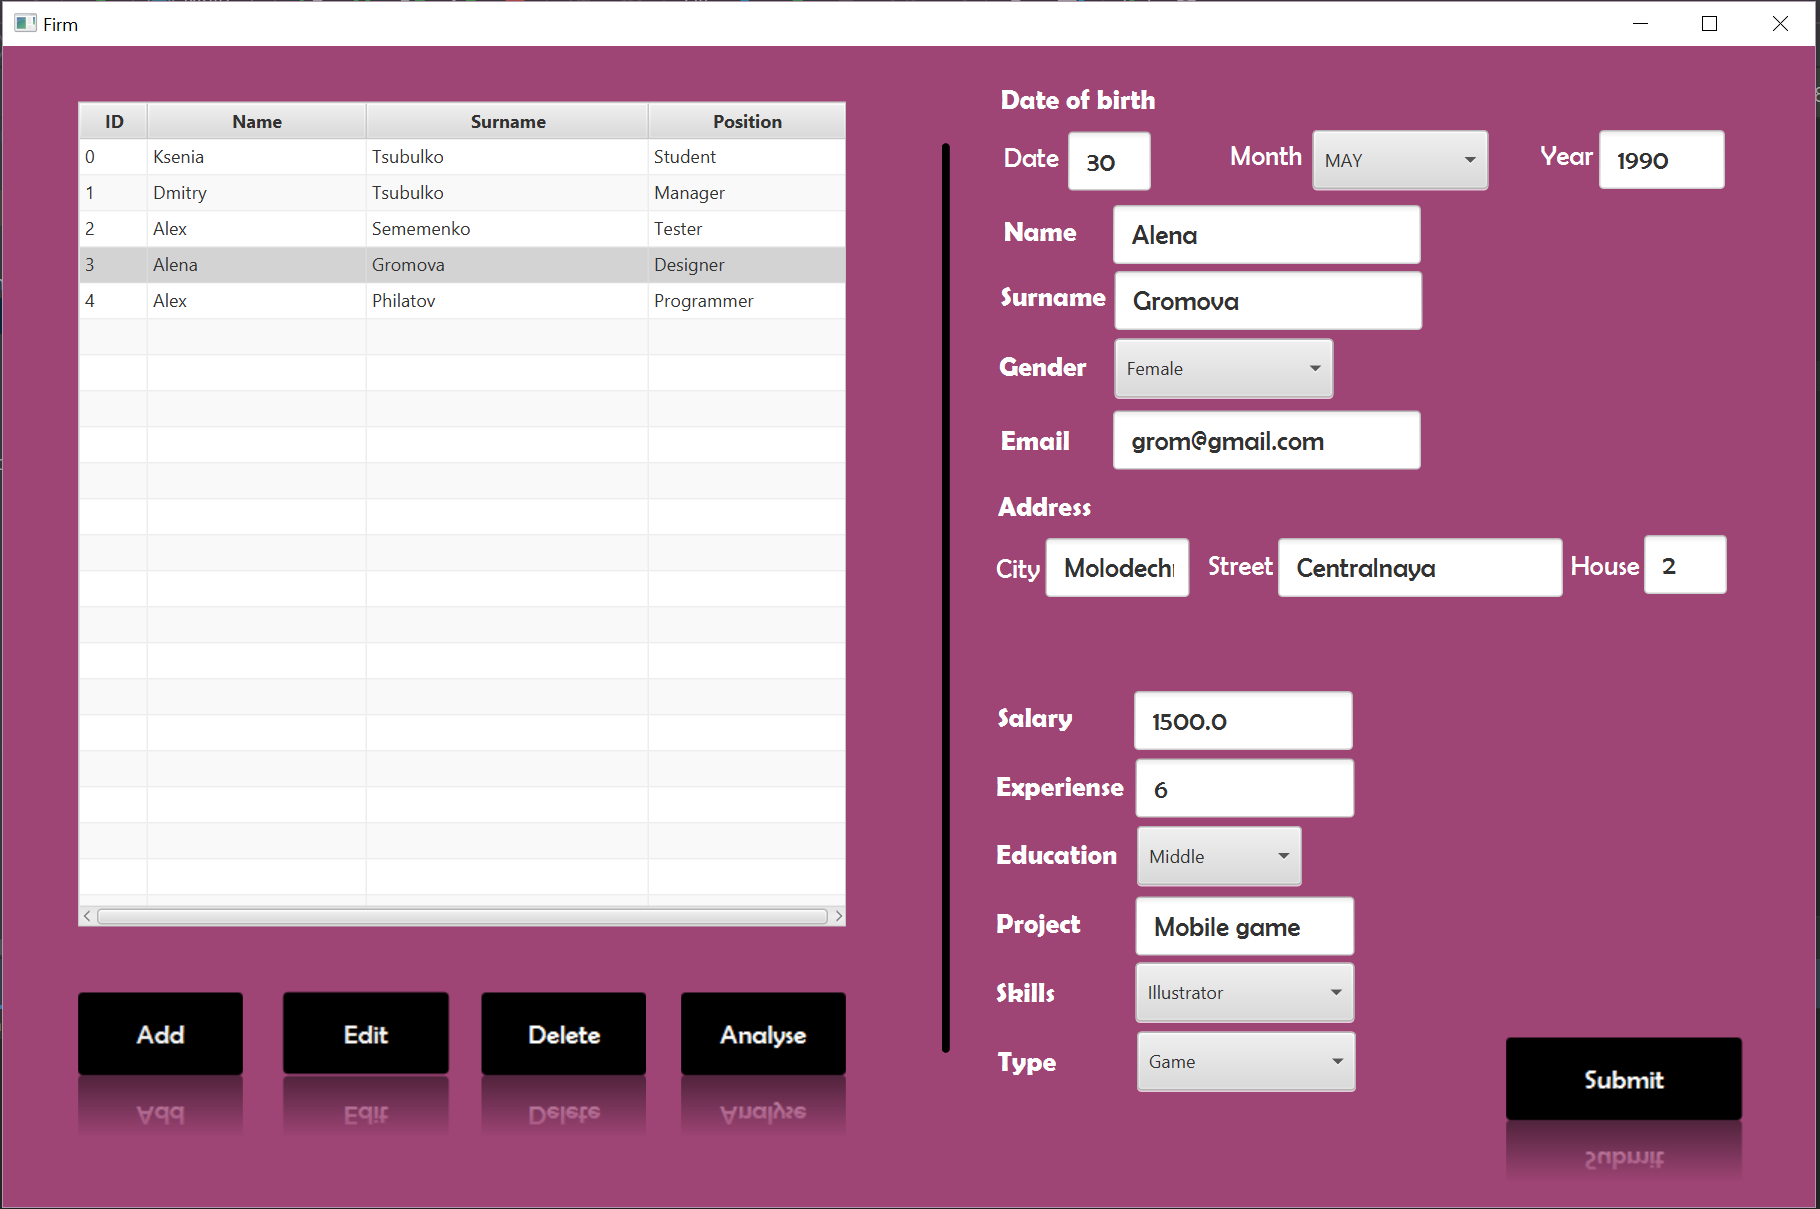 Firm
ID Name Surname Position
0 Ksenia Tsubulko Student
1 Dmitry Tsubulko Manager
2 Alex Sememenko Tester
3 Alena Gromova Designer
4 Alex Philatov Programmer
Add Edit Delete Analyse
Date of birth
Date 30 Month MAY Year 1990
Name Alena
Surname Gromova
Gender Female
Email grom@gmail.com
Address
City Molodech Street Centralnaya House 2
Salary 1500.0
Experiense 6
Education Middle
Project Mobile game
Skills Illustrator
Type Game
Submit